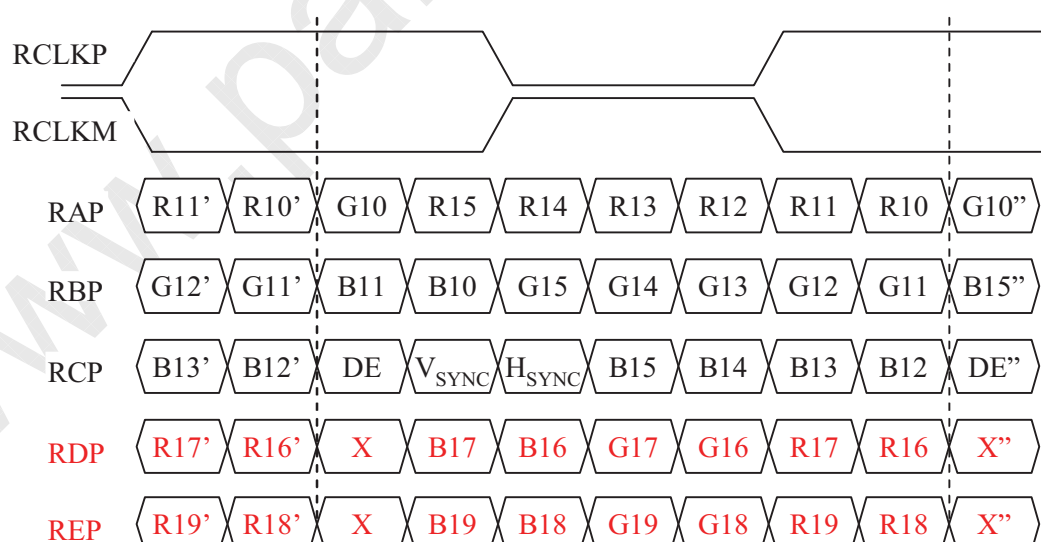 RCLKP
RCLKM
RAP R11’ R10’ G10 R15 R14 R13 R12 R11 R10 G10”
RBP G12’ G11’ B11 B10 G15 G14 G13 G12 G11 B15”
RCP B13’ B12’ DE VSYNC HSYNC B15 B14 B13 B12 DE”
RDP R17’ R16’ X B17 B16 G17 G16 R17 R16 X”
REP R19’ R18’ X B19 B18 G19 G18 R19 R18 X”